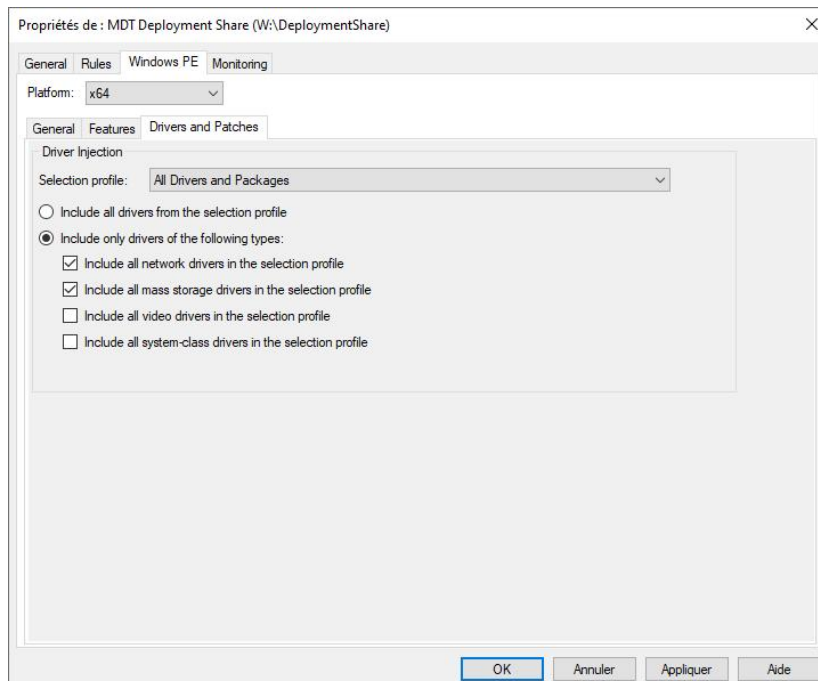 Propriétés de : MDT Deployment Share (W:\DeploymentShare)
General Rules Windows PE Monitoring
Platform: x64
General Features Drivers and Patches
Driver Injection
Selection profile: All Drivers and Packages
Include all drivers from the selection profile
Include only drivers of the following types:
Include all network drivers in the selection profile
Include all mass storage drivers in the selection profile
Include all video drivers in the selection profile
Include all system-class drivers in the selection profile
OK Annuler Appliquer Aide